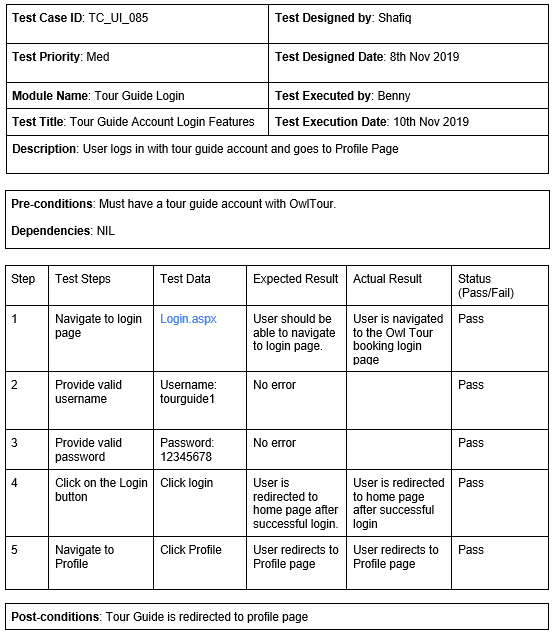 Test Case ID: TC_UI_085
Test Designed by: Shafiq
Test Priority: Med
Test Designed Date: 8th Nov 2019
Module Name: Tour Guide Login
Test Executed by: Benny
Test Title: Tour Guide Account Login Features
Test Execution Date: 10th Nov 2019
Description: User logs in with tour guide account and goes to Profile Page
Pre-conditions: Must have a tour guide account with OwlTour.
Dependencies: NIL
Step
Test Steps
Test Data
Expected Result
Actual Result
Status
(Pass/Fail)
1
Navigate to login
page
Login.aspx
User should be
able to navigate
to login page.
User is navigated
to the Owl Tour
booking login
page
Pass
2
Provide valid
username
Username:
tourguide1
No error
Pass
3
Provide valid
password
Password:
12345678
No error
Pass
4
Click on the Login
button
Click login
User is
redirected to
home page after
successful login.
User is redirected
to home page
after successful
login
Pass
5
Navigate to
Profile
Click Profile
User redirects to
Profile page
User redirects to
Profile page
Pass
Post-conditions: Tour Guide is redirected to profile page